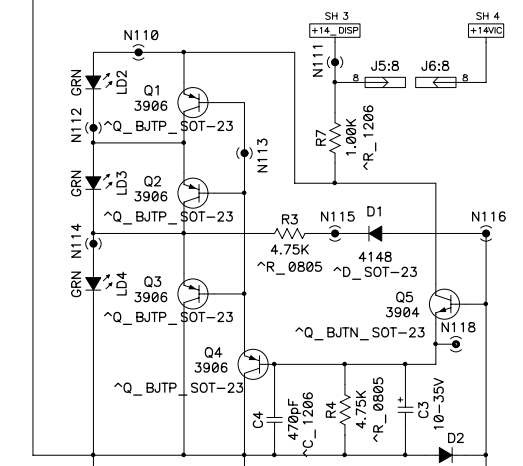 SH 3
+14_DISP
SH 4
+14VIC
N110
N111
J5:8
J6:8
8
8
GRN
LD2
Q1
3906
^Q_BJTP_SOT-23
N112
R7
1.00K
^R_1206
N113
GRN
LD3
Q2
3906
^Q_BJTP_SOT-23
N114
R3
4.75K
^R_0805
N115
D1
4148
^D_SOT-23
N116
GRN
LD4
Q3
3906
^Q_BJTP_SOT-23
Q5
3904
^Q_BJTN_SOT-23
N118
Q4
3906
^Q_BJTP_SOT-23
C4
470pF
^C_1206
R4
4.75K
^R_0805
+
C3
10-35V
D2